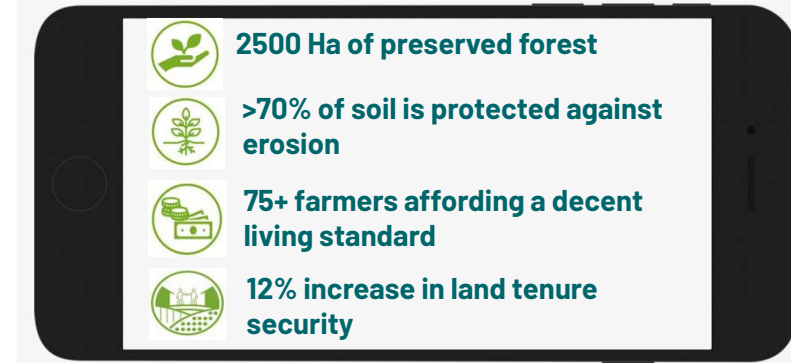 2500 Ha of preserved forest
>70% of soil is protected against
erosion
75+ farmers affording a decent
living standard
12% increase in land tenure
security